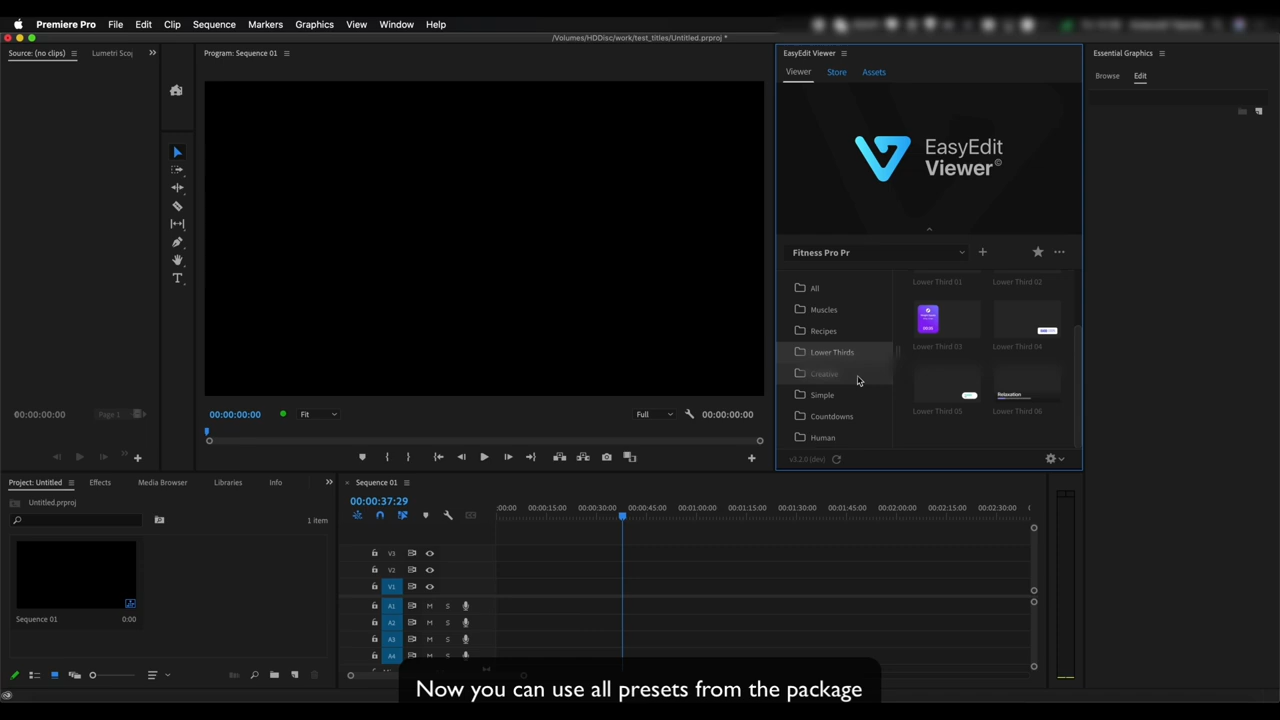 Premiere Pro File Edit Clip Sequence Markers Graphics View Window Help
/Volumes/HDDisc/work/test_titles/Untitled.prproj *
Source: (no clips) Lumetri Scop
Program: Sequence 01
EasyEdit Viewer
Essential Graphics
Viewer Store Assets
Browse Edit
EasyEdit
Viewer©
Fitness Pro Pr
All
Muscles
Recipes
Lower Thirds
Creative
Simple
Countdowns
Human
Lower Third 01 Lower Third 02
Lower Third 03 Lower Third 04
Relaxation
Lower Third 05 Lower Third 06
v3.2.0 (dev)
00:00:00:00 Page 1
00:00:00:00 Fit Full 00:00:00:00
Project: Untitled Effects Media Browser Libraries Info
Untitled.prproj
1 item
Sequence 01 0:00
Sequence 01
00:00:37:29
:00:00 00:00:15:00 00:00:30:00 00:00:45:00 00:01:00:00 00:01:15:00 00:01:30:00 00:01:45:00 00:02:00:00 00:02:15:00 00:02:30:00
V3
V2
V1
A1 M S
A2 M S
A3 M S
A4 M S
Now you can use all presets from the package